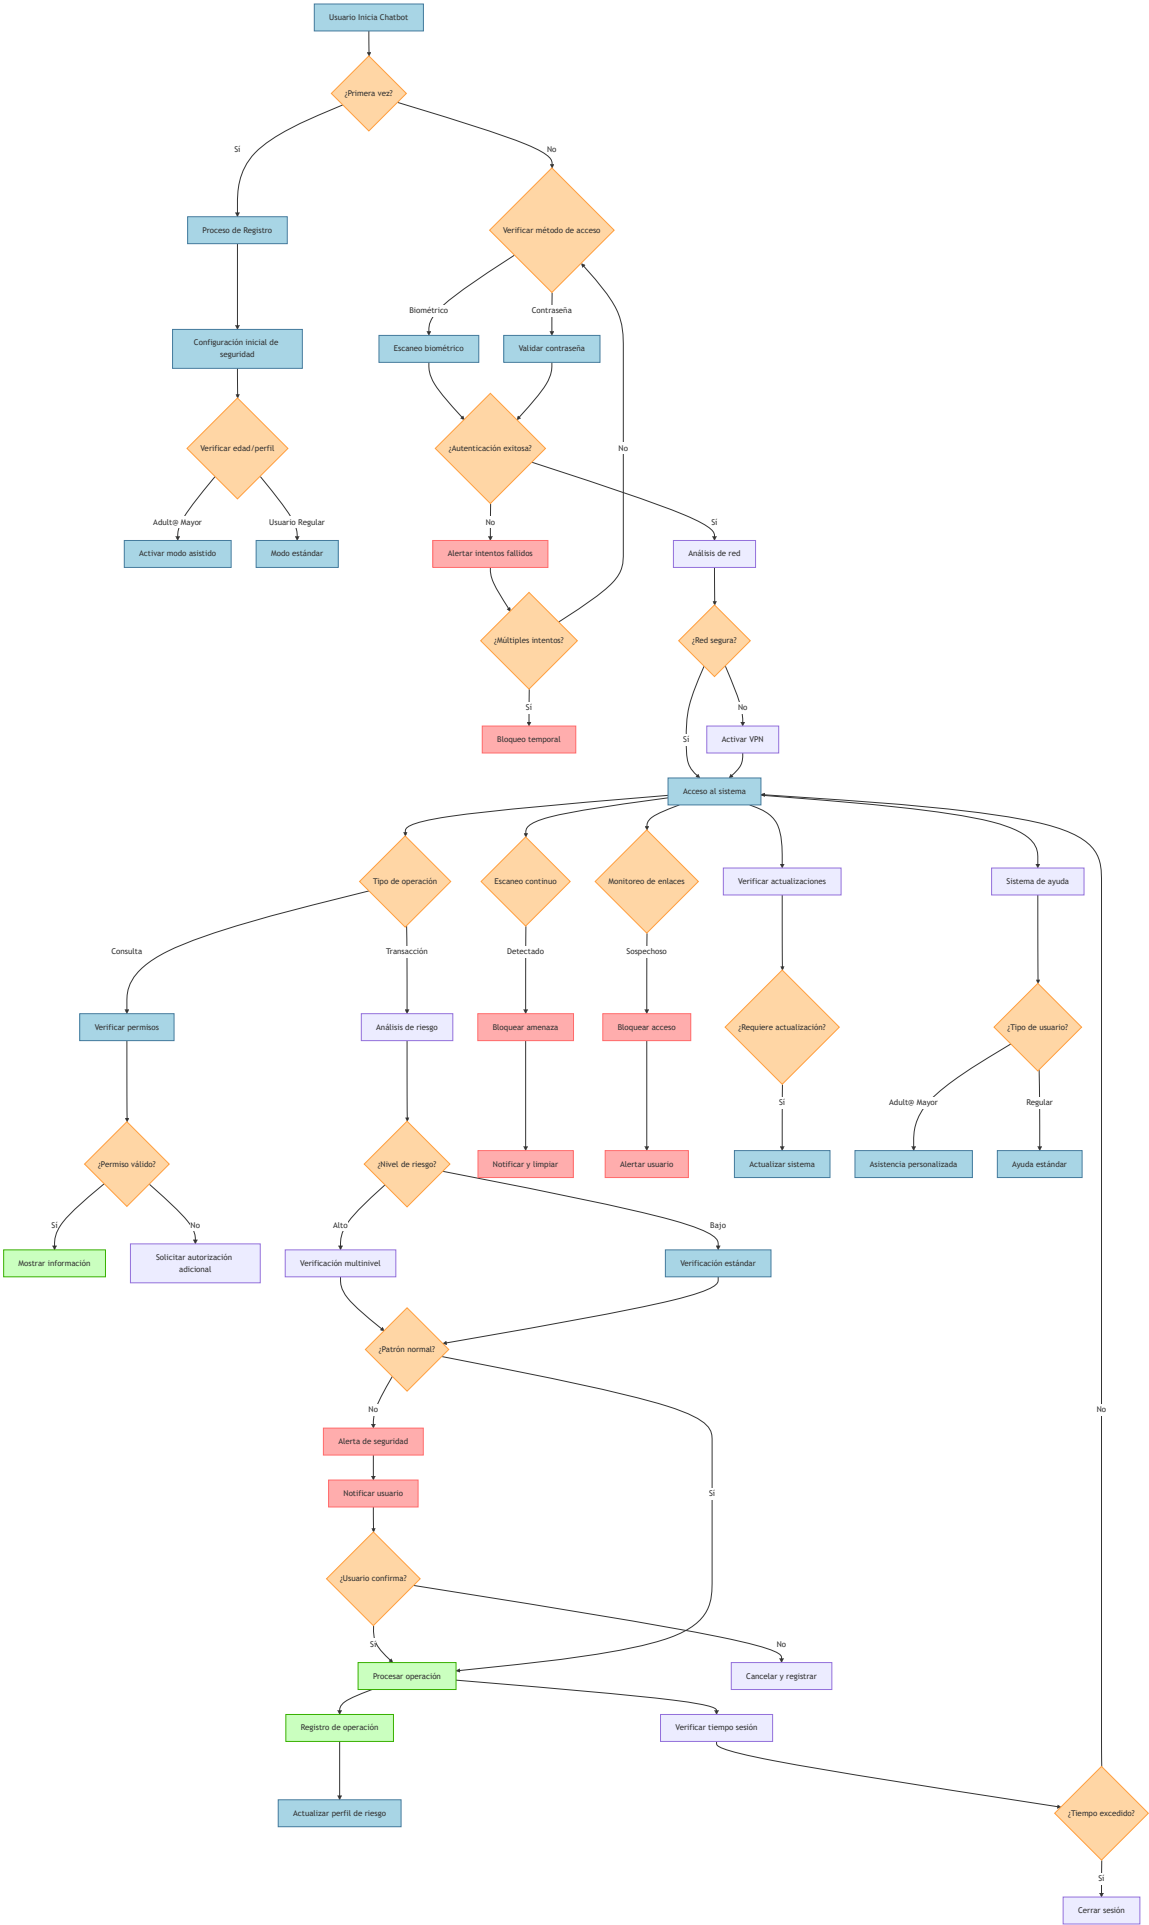 Usuario Inicia Chatbot
¿Primera vez?
Sí
No
Proceso de Registro
Verificar método de acceso
Biométrico
Contraseña
Configuración inicial de
seguridad
Escaneo biométrico
Validar contraseña
Verificar edad/perfil
¿Autenticación exitosa?
No
Adult@ Mayor
Usuario Regular
No
Sí
Activar modo asistido
Modo estándar
Alertar intentos fallidos
Análisis de red
¿Múltiples intentos?
¿Red segura?
Sí
No
Bloqueo temporal
Sí
Activar VPN
Acceso al sistema
Tipo de operación
Escaneo continuo
Monitoreo de enlaces
Verificar actualizaciones
Sistema de ayuda
Consulta
Transacción
Detectado
Sospechoso
Verificar permisos
Análisis de riesgo
Bloquear amenaza
Bloquear acceso
¿Requiere actualización?
¿Tipo de usuario?
Sí
Adult@ Mayor
Regular
¿Permiso válido?
¿Nivel de riesgo?
Notificar y limpiar
Alertar usuario
Actualizar sistema
Asistencia personalizada
Ayuda estándar
Sí
No
Alto
Bajo
Mostrar información
Solicitar autorización
adicional
Verificación multinivel
Verificación estándar
¿Patrón normal?
No
No
Alerta de seguridad
Notificar usuario
Sí
¿Usuario confirma?
Sí
No
Procesar operación
Cancelar y registrar
Registro de operación
Verificar tiempo sesión
Actualizar perfil de riesgo
¿Tiempo excedido?
Sí
Cerrar sesión